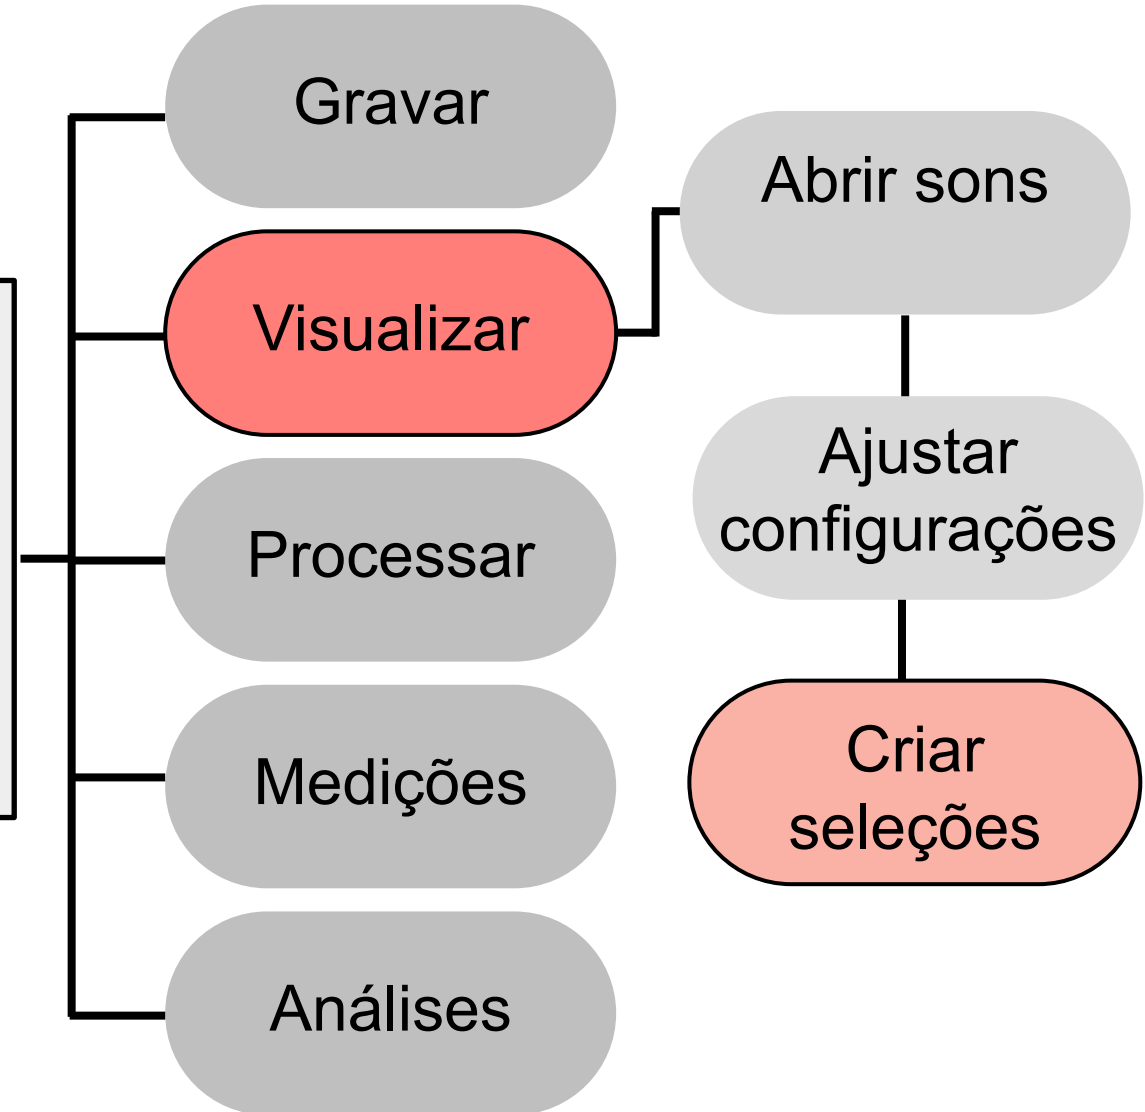 Gravar
Visualizar
Processar
Medições
Análises
Abrir sons
Ajustar
configurações
Criar
seleções